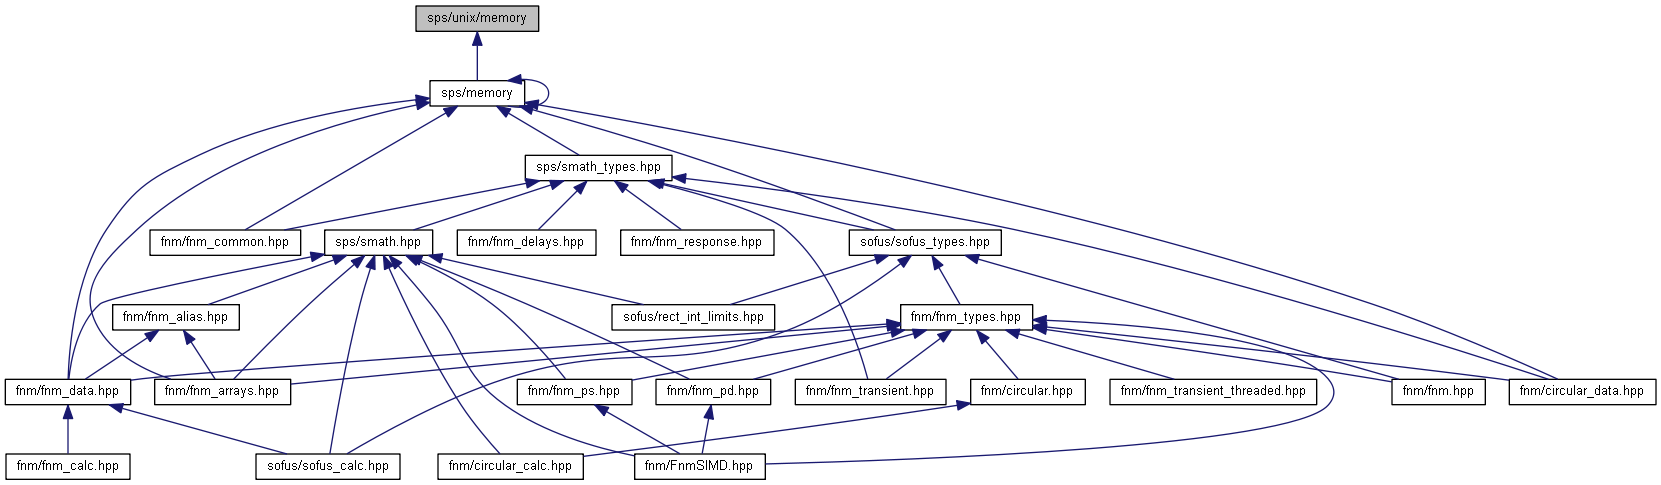 sps/unix/memory
sps/memory
sps/smath_types.hpp
fnm/fnm_common.hpp
sps/smath.hpp
fnm/fnm_delays.hpp
fnm/fnm_response.hpp
sofus/sofus_types.hpp
fnm/fnm_alias.hpp
sofus/rect_int_limits.hpp
fnm/fnm_types.hpp
fnm/fnm_data.hpp
fnm/fnm_arrays.hpp
fnm/fnm_ps.hpp
fnm/fnm_pd.hpp
fnm/fnm_transient.hpp
fnm/circular.hpp
fnm/fnm_transient_threaded.hpp
fnm/fnm.hpp
fnm/circular_data.hpp
fnm/fnm_calc.hpp
sofus/sofus_calc.hpp
fnm/circular_calc.hpp
fnm/FnmSIMD.hpp